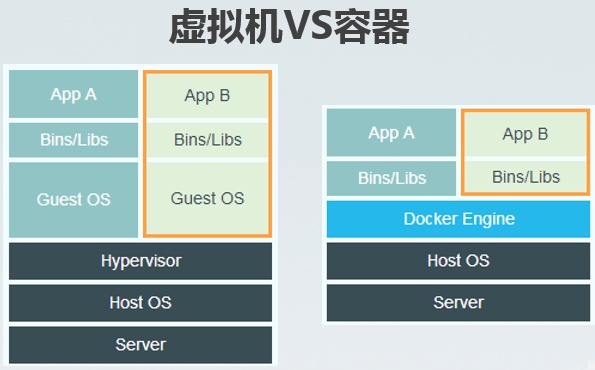 虚拟机VS容器
App A
App B
Bins/Libs
Bins/Libs
Guest OS
Guest OS
Hypervisor
Host OS
Server
App A
App B
Bins/Libs
Bins/Libs
Docker Engine
Host OS
Server